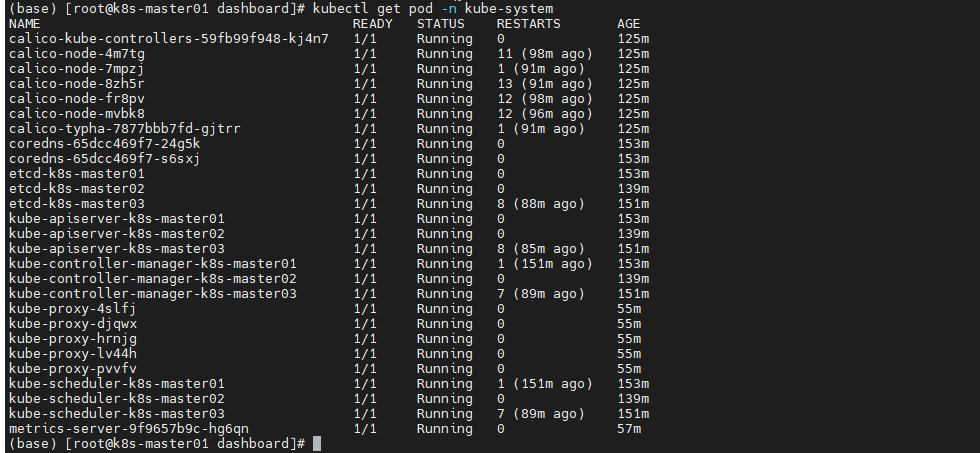 (base) [root@k8s-master01 dashboard]# kubectl get pod -n kube-system
NAME READY STATUS RESTARTS AGE
calico-kube-controllers-59fb99f948-kj4n7 1/1 Running 0 125m
calico-node-4m7tg 1/1 Running 11 (98m ago) 125m
calico-node-7mpzj 1/1 Running 1 (91m ago) 125m
calico-node-8zh5r 1/1 Running 13 (91m ago) 125m
calico-node-fr8pv 1/1 Running 12 (98m ago) 125m
calico-node-mvbk8 1/1 Running 12 (96m ago) 125m
calico-typha-7877bbb7fd-gjtrr 1/1 Running 1 (91m ago) 125m
coredns-65dcc469f7-24g5k 1/1 Running 0 153m
coredns-65dcc469f7-s6sxj 1/1 Running 0 153m
etcd-k8s-master01 1/1 Running 0 153m
etcd-k8s-master02 1/1 Running 0 139m
etcd-k8s-master03 1/1 Running 8 (88m ago) 151m
kube-apiserver-k8s-master01 1/1 Running 0 153m
kube-apiserver-k8s-master02 1/1 Running 0 139m
kube-apiserver-k8s-master03 1/1 Running 8 (85m ago) 151m
kube-controller-manager-k8s-master01 1/1 Running 1 (151m ago) 153m
kube-controller-manager-k8s-master02 1/1 Running 0 139m
kube-controller-manager-k8s-master03 1/1 Running 7 (89m ago) 151m
kube-proxy-4slfj 1/1 Running 0 55m
kube-proxy-djqwx 1/1 Running 0 55m
kube-proxy-hrnjg 1/1 Running 0 55m
kube-proxy-lv44h 1/1 Running 0 55m
kube-proxy-pvvfv 1/1 Running 0 55m
kube-scheduler-k8s-master01 1/1 Running 1 (151m ago) 153m
kube-scheduler-k8s-master02 1/1 Running 0 139m
kube-scheduler-k8s-master03 1/1 Running 7 (89m ago) 151m
metrics-server-9f9657b9c-hg6qn 1/1 Running 0 57m
(base) [root@k8s-master01 dashboard]#